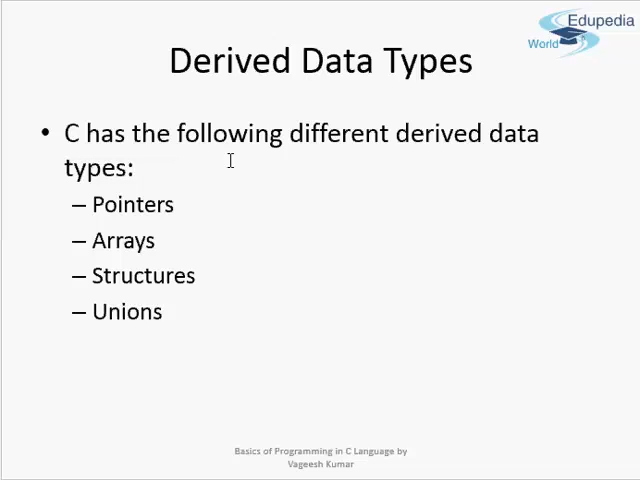 Edupedia
World
Derived Data Types
• C has the following different derived data
types:
– Pointers
– Arrays
– Structures
– Unions
Basics of Programming in C Language by
Vageesh Kumar